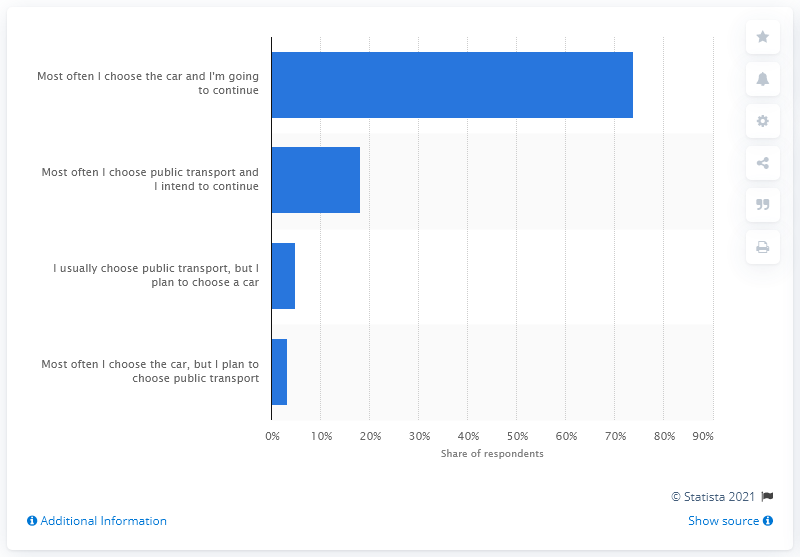 Most often I choose the car and I'm going
to continue
Most often I choose public transport and
I intend to continue
I usually choose public transport, but I
plan to choose a car
Most often I choose the car, but I plan to
choose public transport
0% 10% 20% 30% 40% 50% 60% 70% 80% 90%
Share of respondents
© Statista 2021
Additional Information
Show source